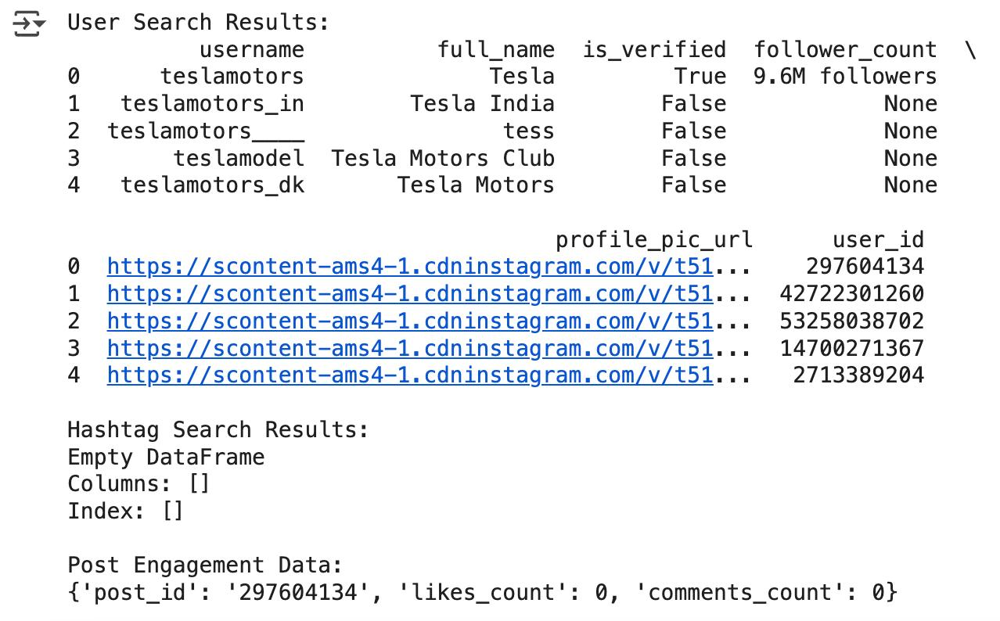 User Search Results:
username full_name is_verified follower_count \
0 teslamotors Tesla True 9.6M followers
1 teslamotors_in Tesla India False None
2 teslamotors____ tess False None
3 teslamodel Tesla Motors Club False None
4 teslamotors_dk Tesla Motors False None
profile_pic_url user_id
0 https://scontent-ams4-1.cdninstagram.com/v/t51... 297604134
1 https://scontent-ams4-1.cdninstagram.com/v/t51... 42722301260
2 https://scontent-ams4-1.cdninstagram.com/v/t51... 53258038702
3 https://scontent-ams4-1.cdninstagram.com/v/t51... 14700271367
4 https://scontent-ams4-1.cdninstagram.com/v/t51... 2713389204
Hashtag Search Results:
Empty DataFrame
Columns: []
Index: []
Post Engagement Data:
{'post_id': '297604134', 'likes_count': 0, 'comments_count': 0}